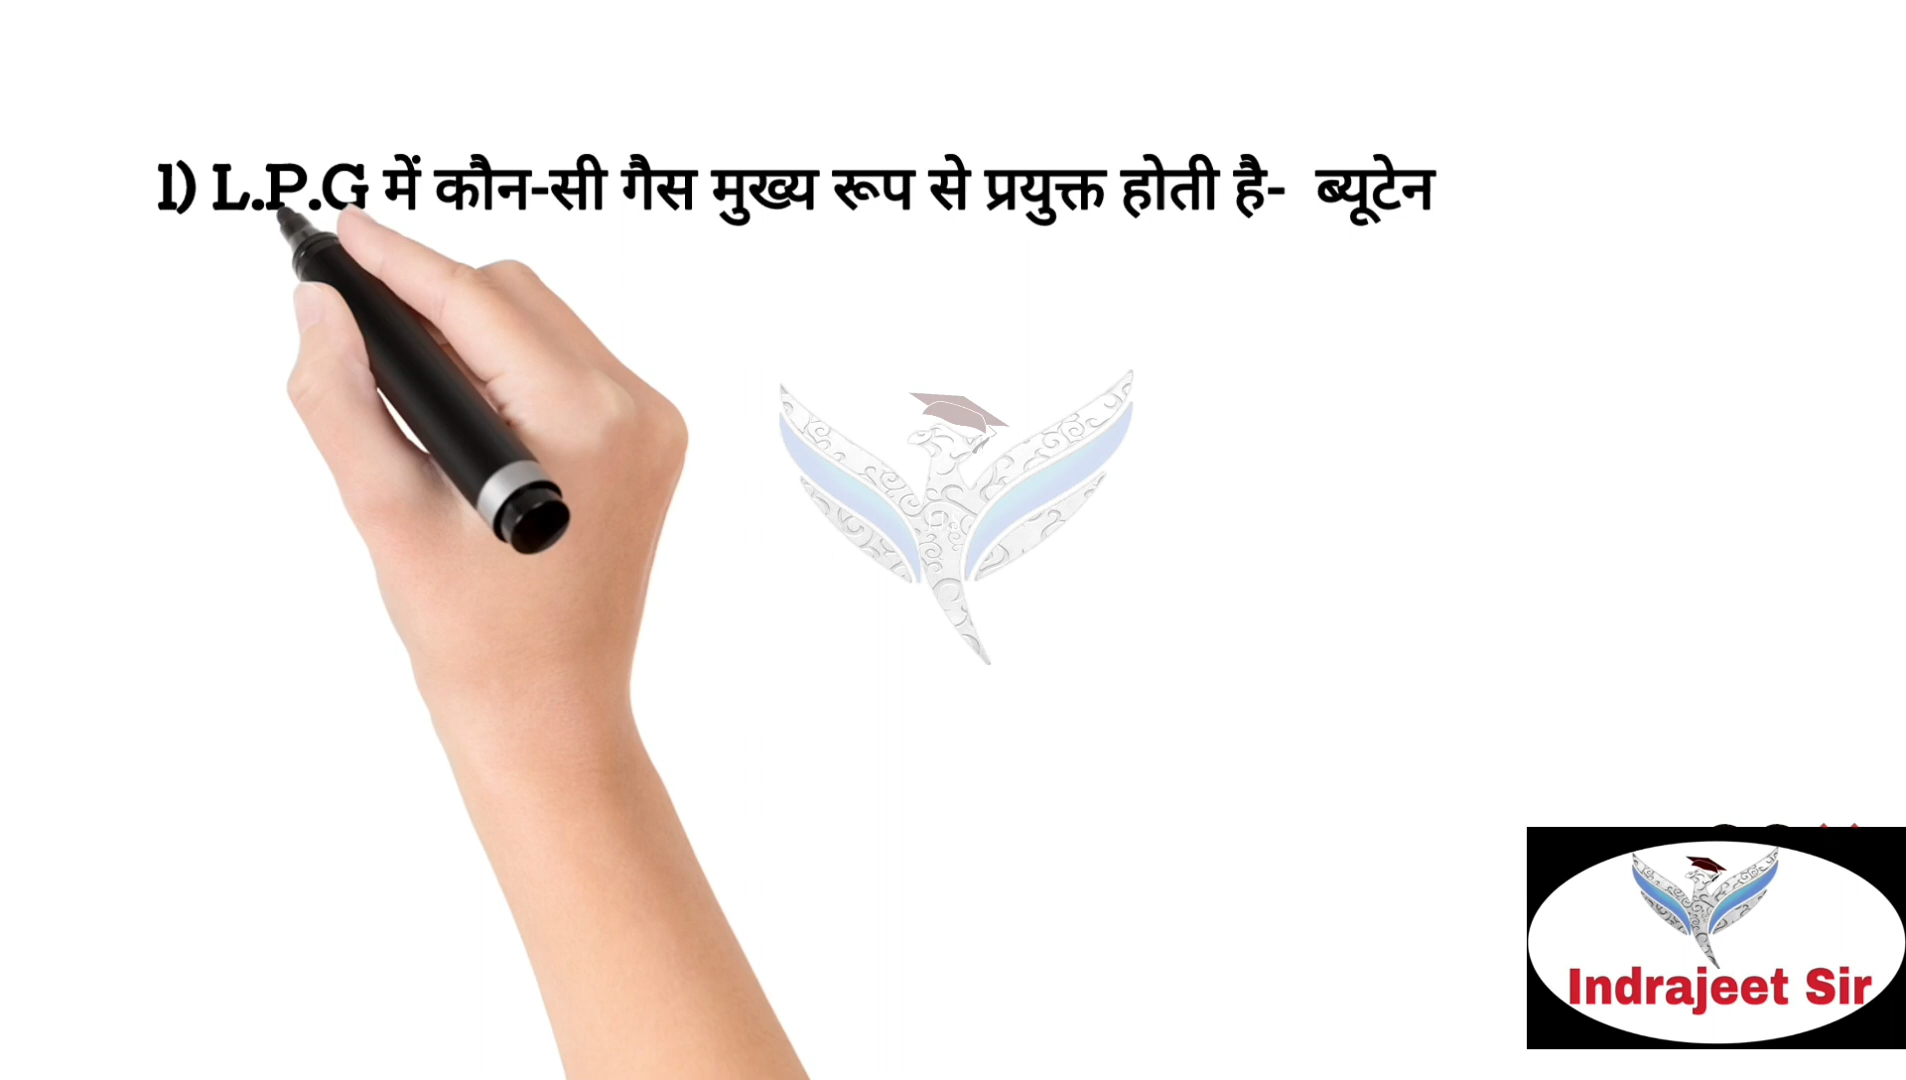 1) L.P.G में कौन-सी गैस मुख्य रूप से प्रयुक्त होती है- ब्यूटेन
Indrajeet Sir